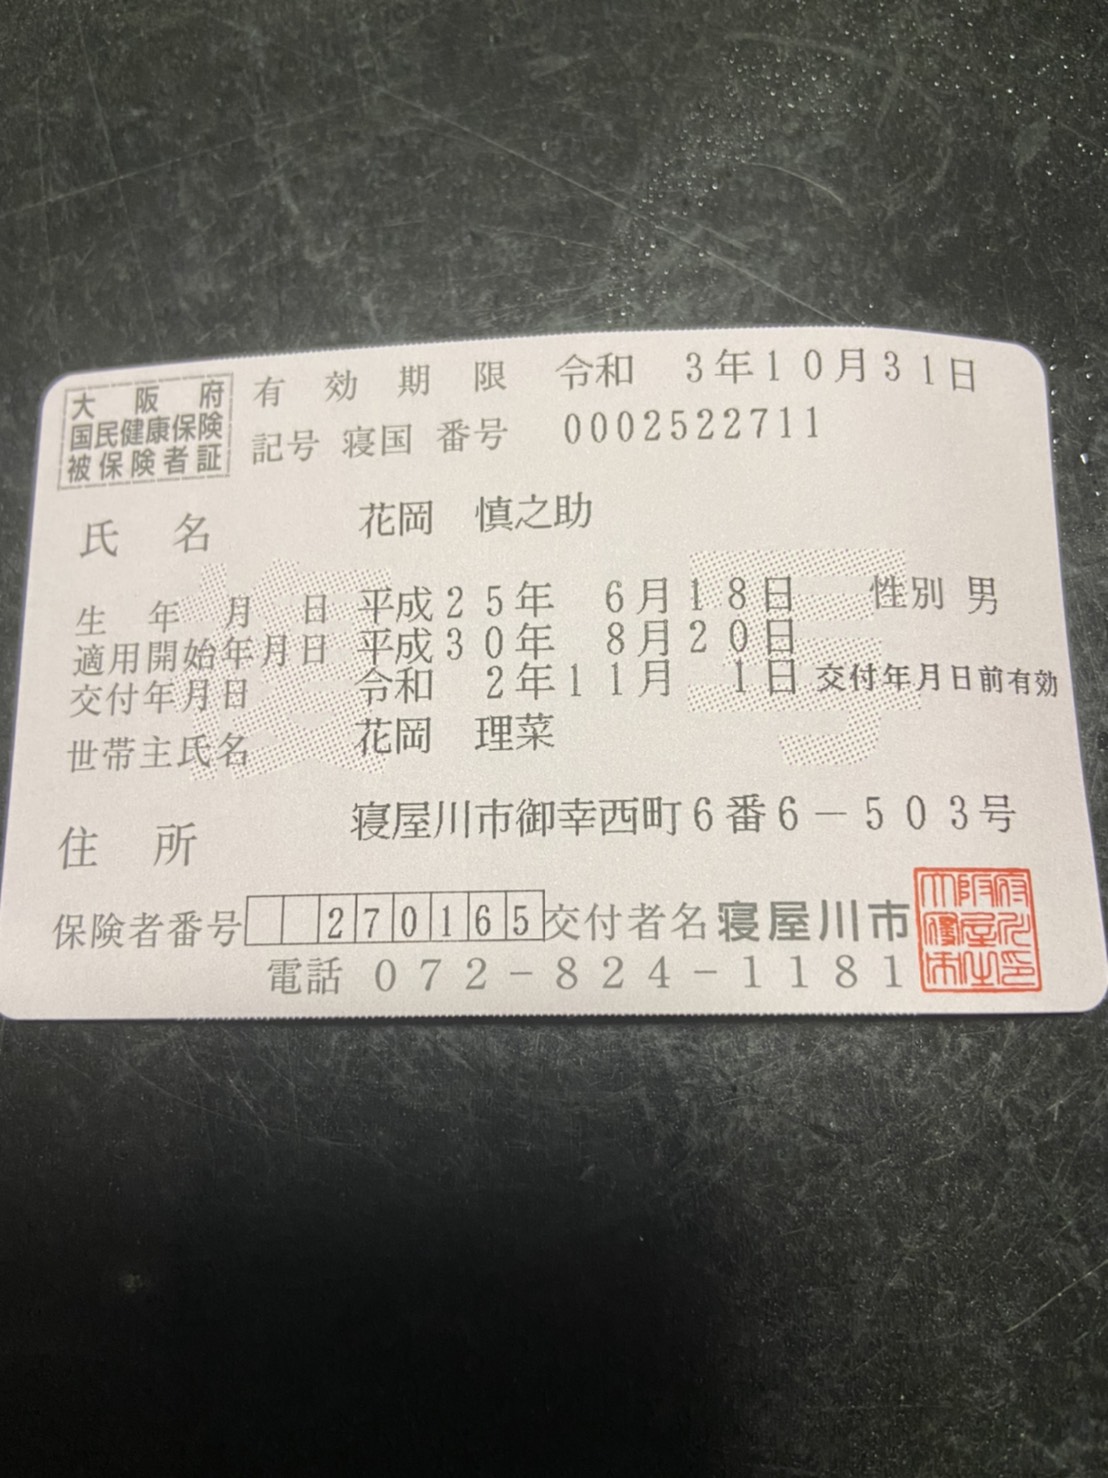 大阪府
国民健康保険
被保険者証
有効期限 令和 3年10月31日
記号 寝国 番号 0002522711
氏名 花岡 慎之助
生年月日 平成25年 6月18日 性別 男
適用開始年月日 平成30年 8月20日
交付年月日 令和 2年11月 1日 交付年月日前有効
世帯主氏名 花岡 理菜
複写
住所 寝屋川市御幸西町6番6-503号
保険者番号 270165 交付者名 寝屋川市
電話 072-824-1181